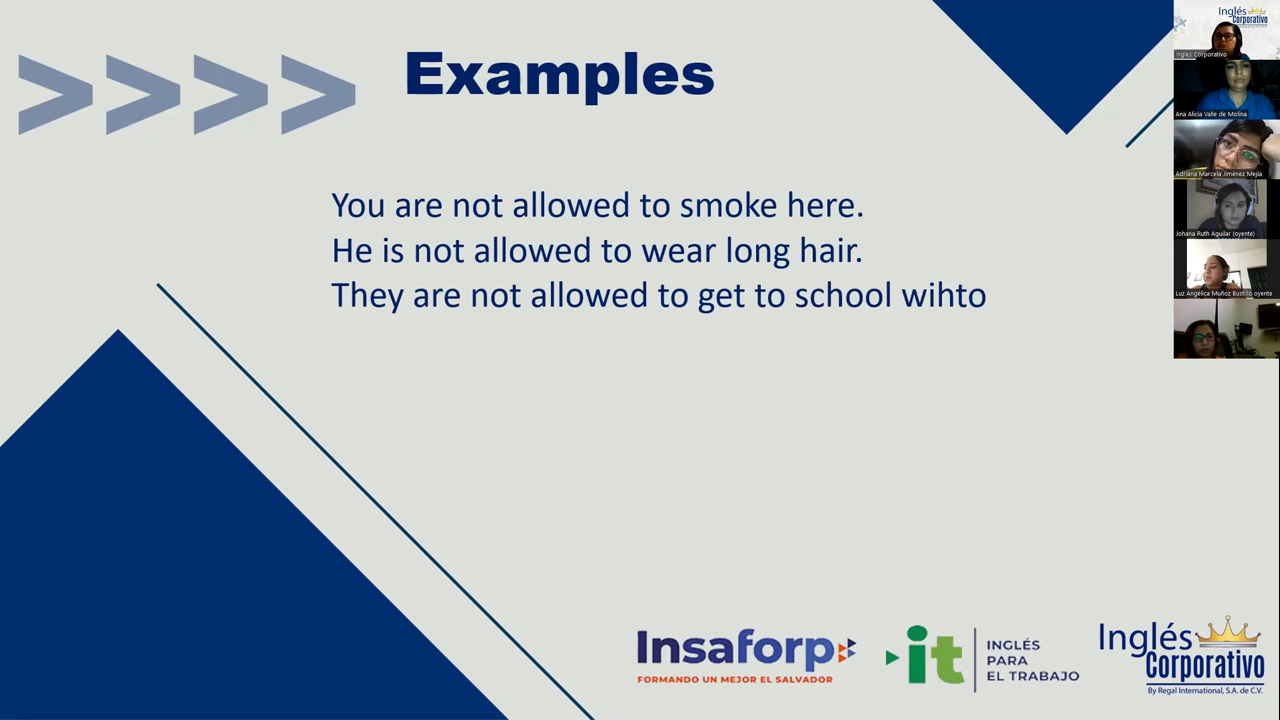 Examples
You are not allowed to smoke here.
He is not allowed to wear long hair.
They are not allowed to get to school wihto
Inglés
Corporativo
Inglés Corporativo
Ana Alicia Valle de Molina
Adriana Marcela Jiménez Mejía
Johana Ruth Aguilar (oyente)
Luz Angélica Muñoz Bustillo oyente
Insaforp
FORMANDO UN MEJOR EL SALVADOR
it
INGLÉS
PARA
EL TRABAJO
Inglés
Corporativo
By Regal International, S.A. de C.V.